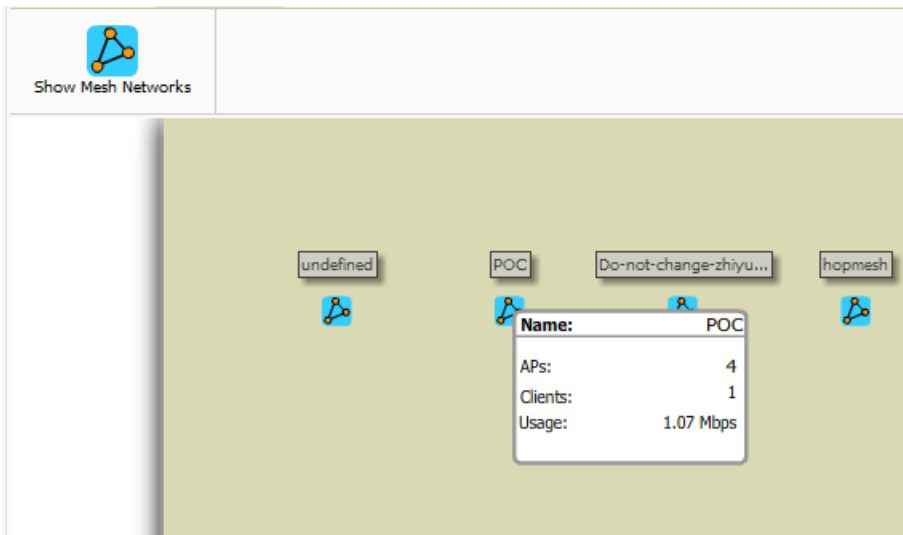 Show Mesh Networks
undefined
POC
Do-not-change-zhiyu...
hopmesh
Name: POC
APs: 4
Clients: 1
Usage: 1.07 Mbps